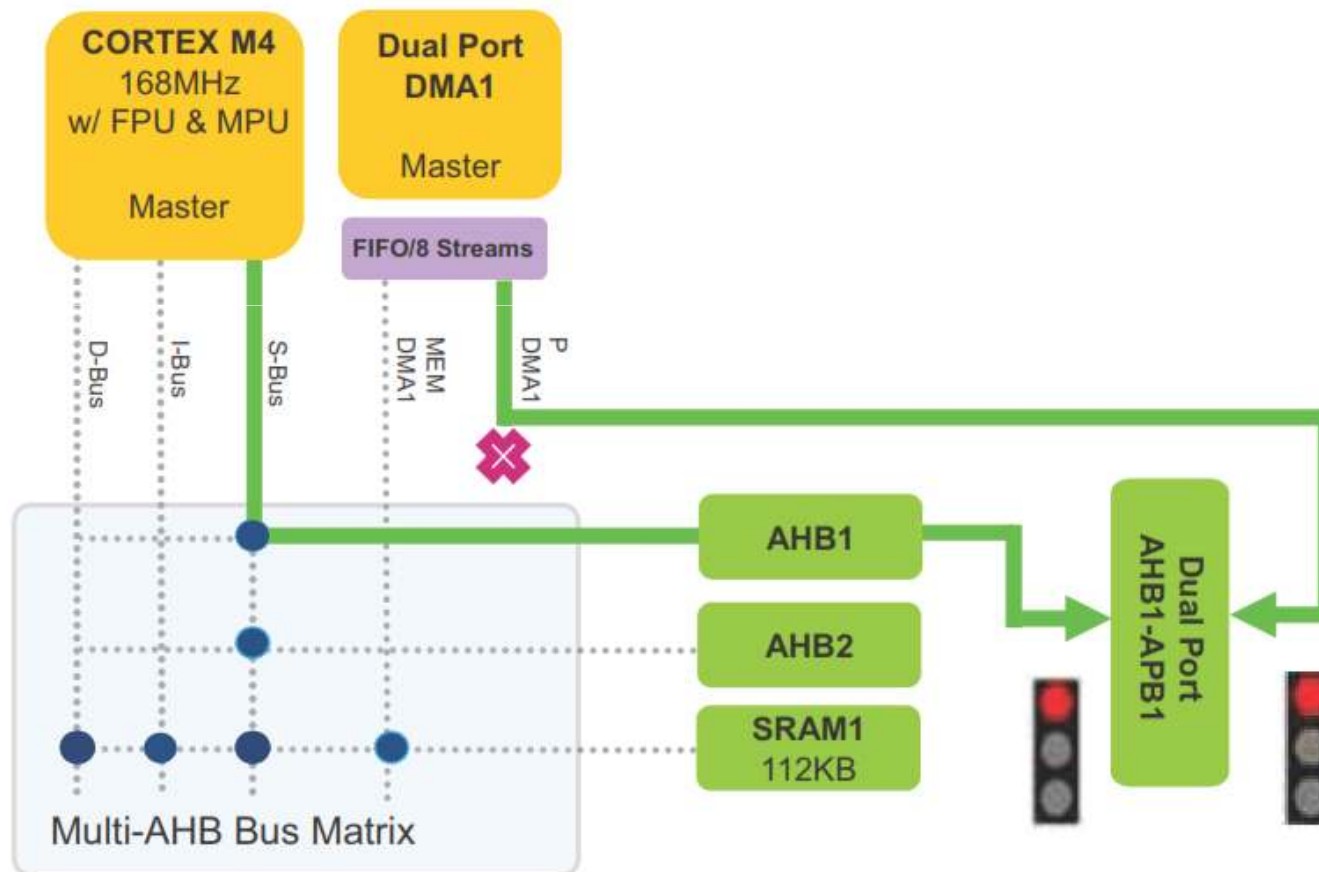 CORTEX M4
168MHz
w/ FPU & MPU
Master
Dual Port
DMA1
Master
FIFO/8 Streams
D-Bus
I-Bus
S-Bus
MEM
DMA1
P
DMA1
AHB1
AHB2
SRAM1
112KB
Dual Port
AHB1-APB1
Multi-AHB Bus Matrix